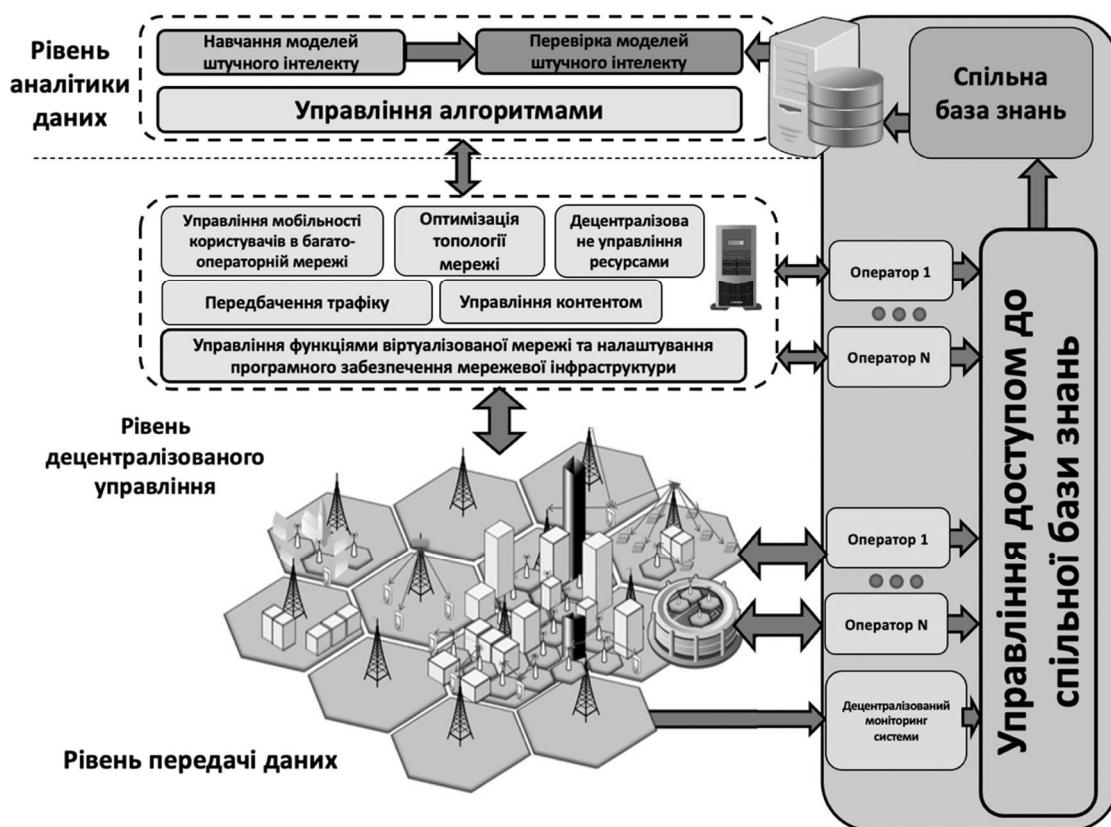 Рівень
аналітики
даних
Навчання моделей
штучного інтелекту
Перевірка моделей
штучного інтелекту
Управління алгоритмами
Спільна
база знань
Управління мобільності
користувачів в багато-
операторній мережі
Оптимізація
топології
мережі
Децентралізова
не управління
ресурсами
Передбачення трафіку
Управління контентом
Управління функціями віртуалізованої мережі та налаштування
програмного забезпечення мережевої інфраструктури
Оператор 1
Оператор N
Рівень
децентралізованого
управління
Оператор 1
Оператор N
Децентралізований
моніторинг
системи
Управління доступом до
спільної бази знань
Рівень передачі даних